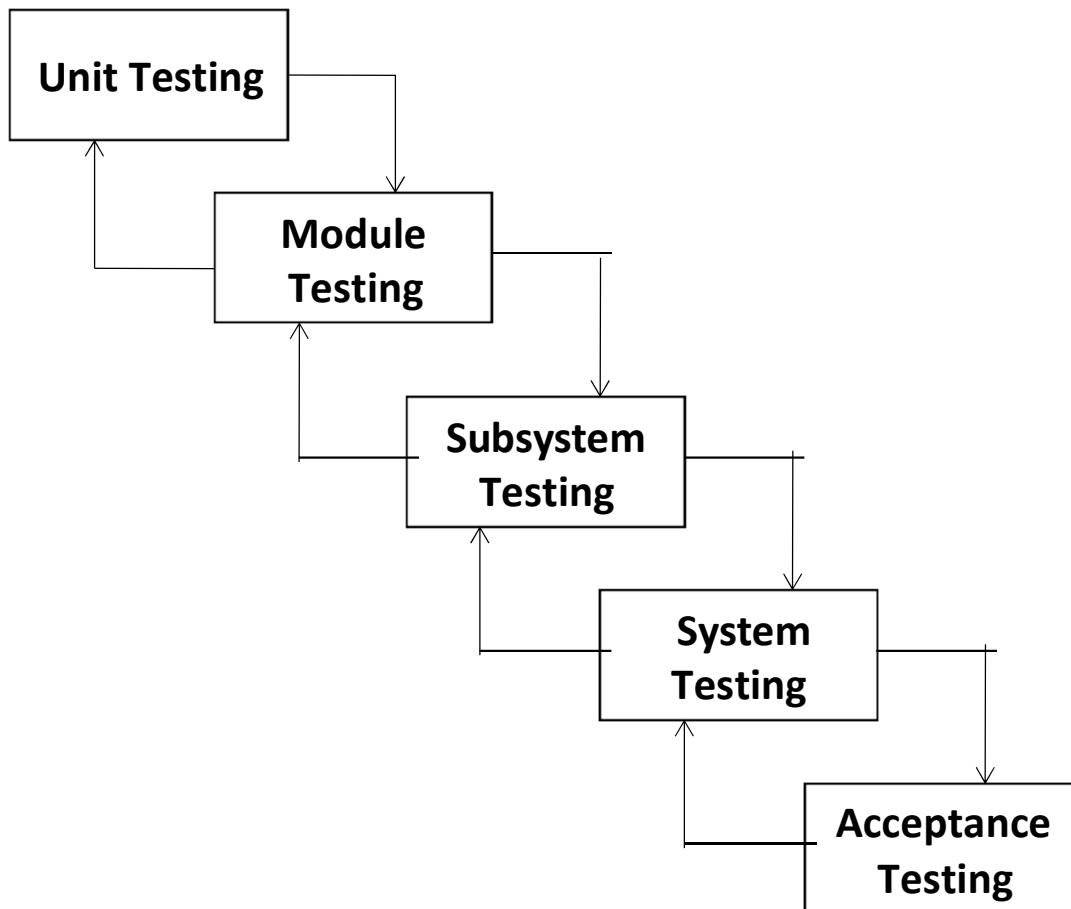 Unit Testing
Module
Testing
Subsystem
Testing
System
Testing
Acceptance
Testing